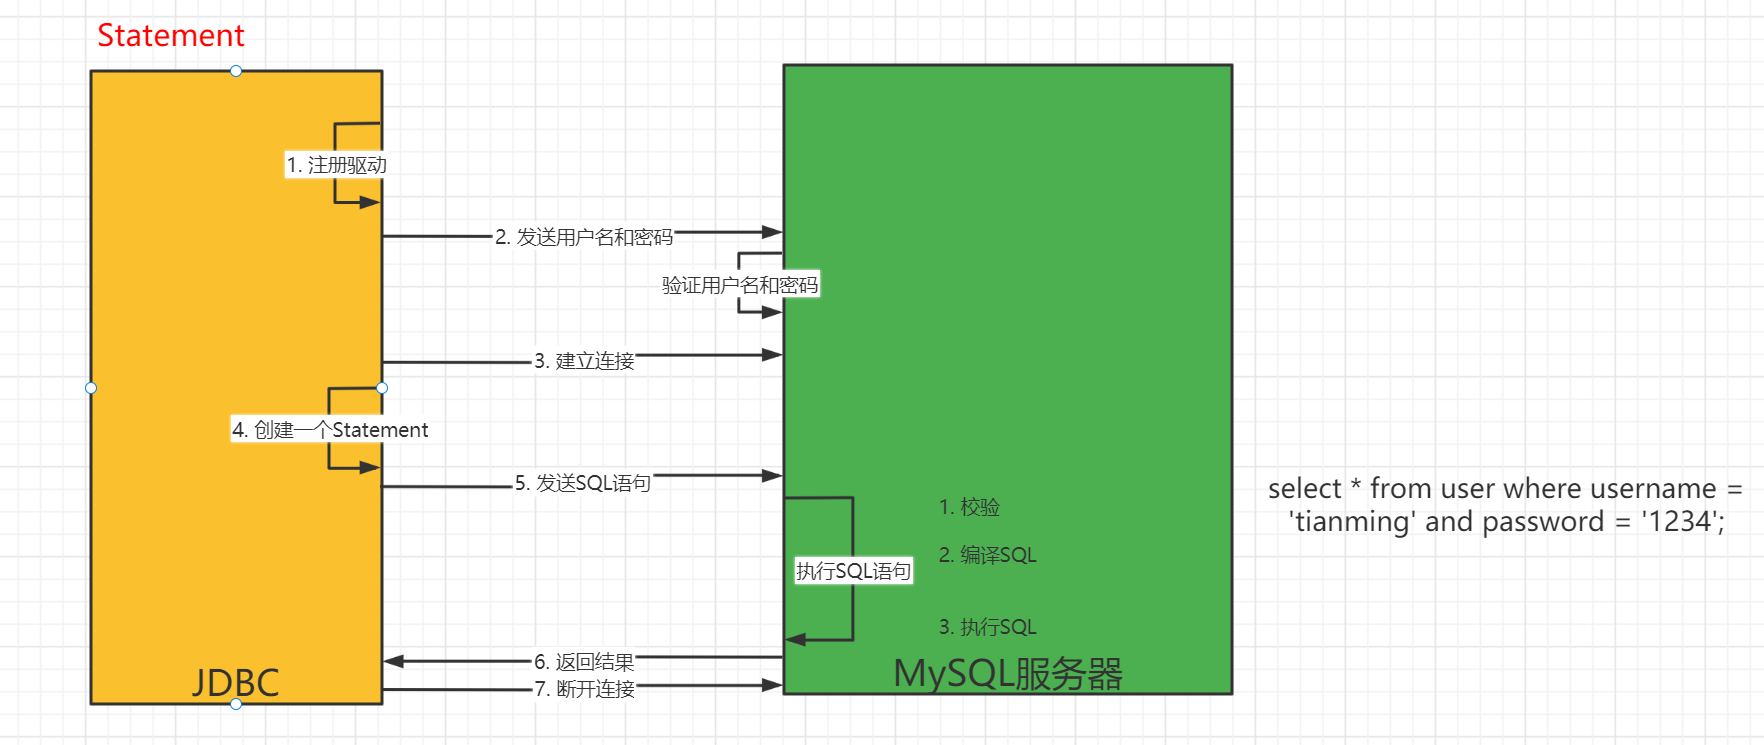 Statement
1. 注册驱动
2. 发送用户名和密码
验证用户名和密码
3. 建立连接
4. 创建一个Statement
5. 发送SQL语句
1. 校验
2. 编译SQL
执行SQL语句
3. 执行SQL
select * from user where username =
'tianming' and password = '1234';
6. 返回结果
7. 断开连接
JDBC
MySQL服务器